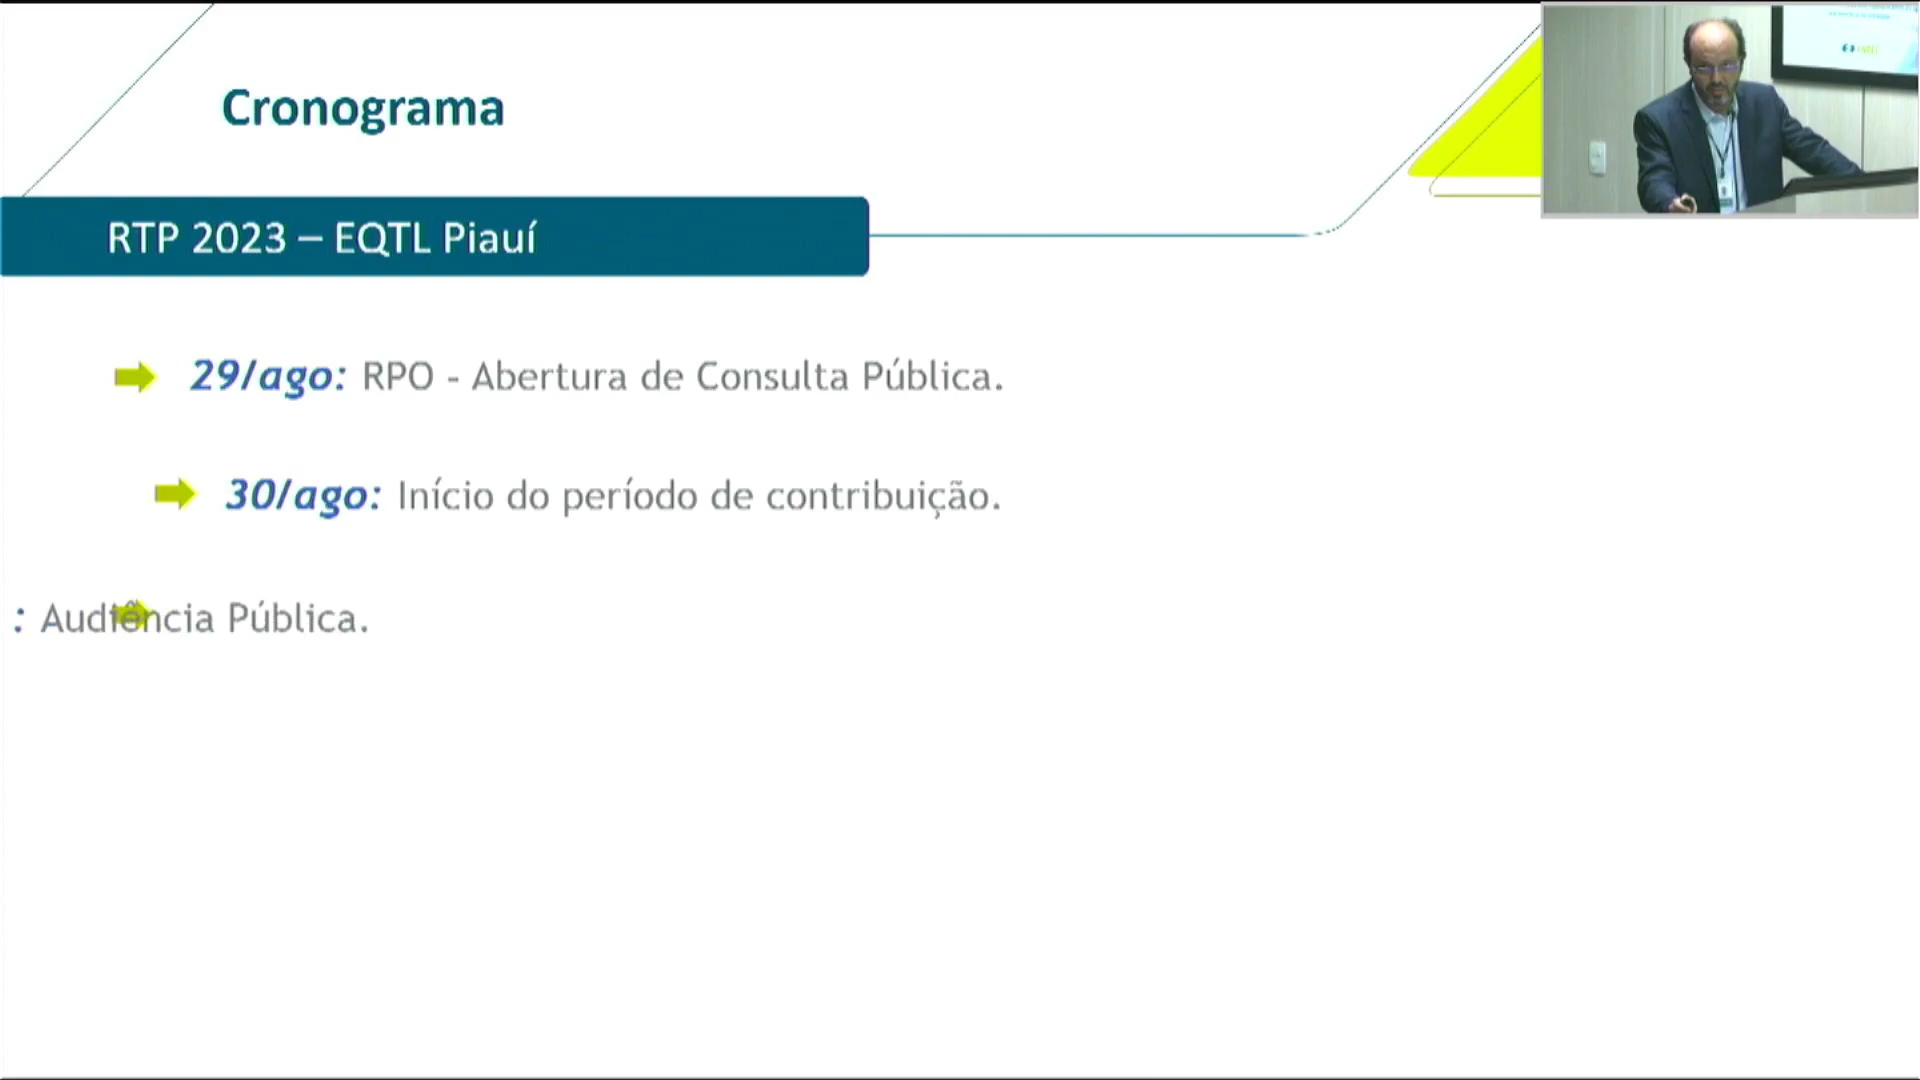 Cronograma
RTP 2023 – EQTL Piauí
29/ago: RPO - Abertura de Consulta Pública.
30/ago: Início do período de contribuição.
: Audiência Pública.